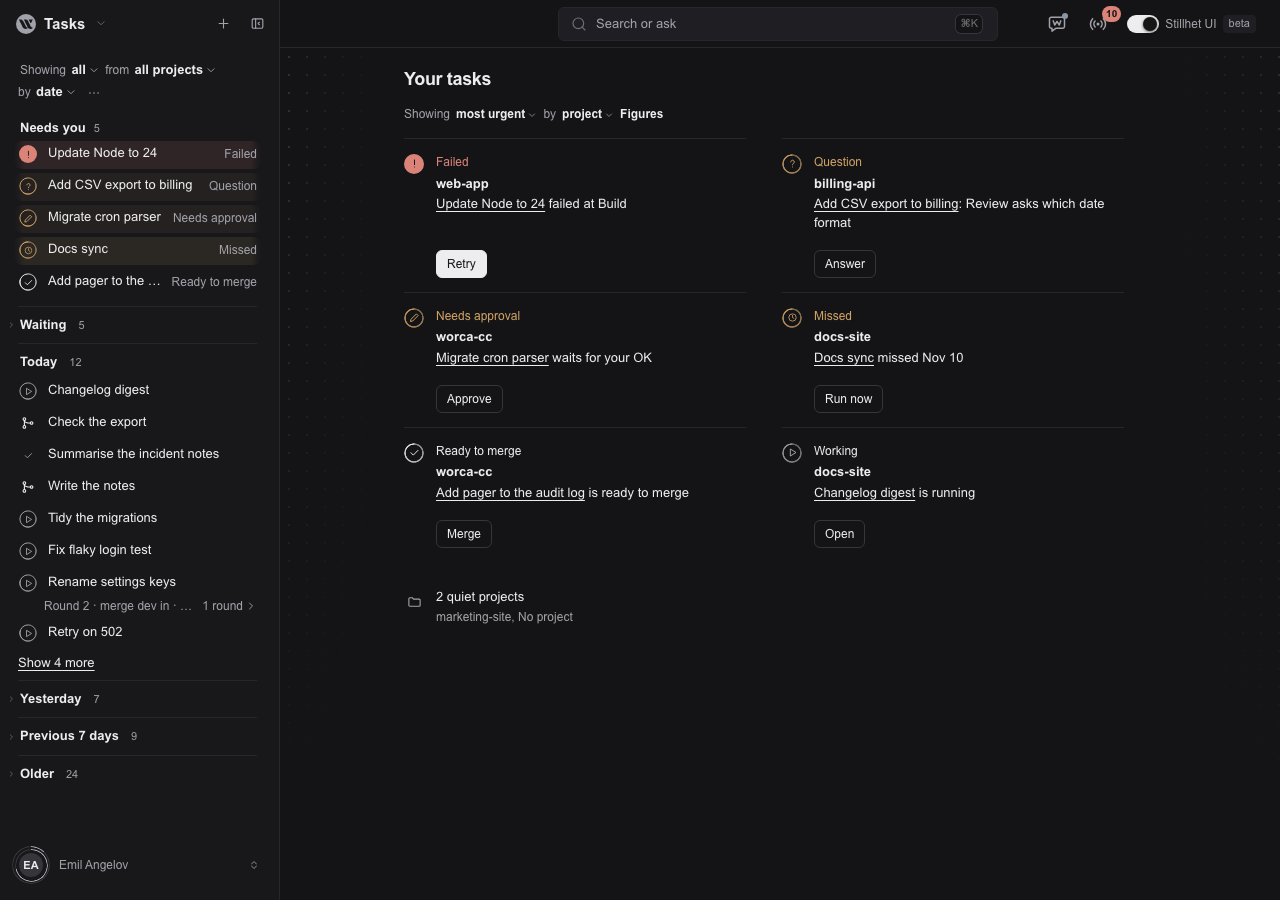 Tasks
Search or ask
⌘K
10
Stillhet UI
beta
Showing all from all projects
by date ...
Needs you 5
! Update Node to 24 Failed
? Add CSV export to billing Question
Migrate cron parser Needs approval
Docs sync Missed
Add pager to the … Ready to merge
Waiting 5
Today 12
Changelog digest
Check the export
Summarise the incident notes
Write the notes
Tidy the migrations
Fix flaky login test
Rename settings keys
Round 2 · merge dev in · … 1 round
Retry on 502
Show 4 more
Yesterday 7
Previous 7 days 9
Older 24
EA Emil Angelov
Your tasks
Showing most urgent by project Figures
! Failed
web-app
Update Node to 24 failed at Build
Retry
? Question
billing-api
Add CSV export to billing: Review asks which date
format
Answer
Needs approval
worca-cc
Migrate cron parser waits for your OK
Approve
Missed
docs-site
Docs sync missed Nov 10
Run now
Ready to merge
worca-cc
Add pager to the audit log is ready to merge
Merge
Working
docs-site
Changelog digest is running
Open
2 quiet projects
marketing-site, No project